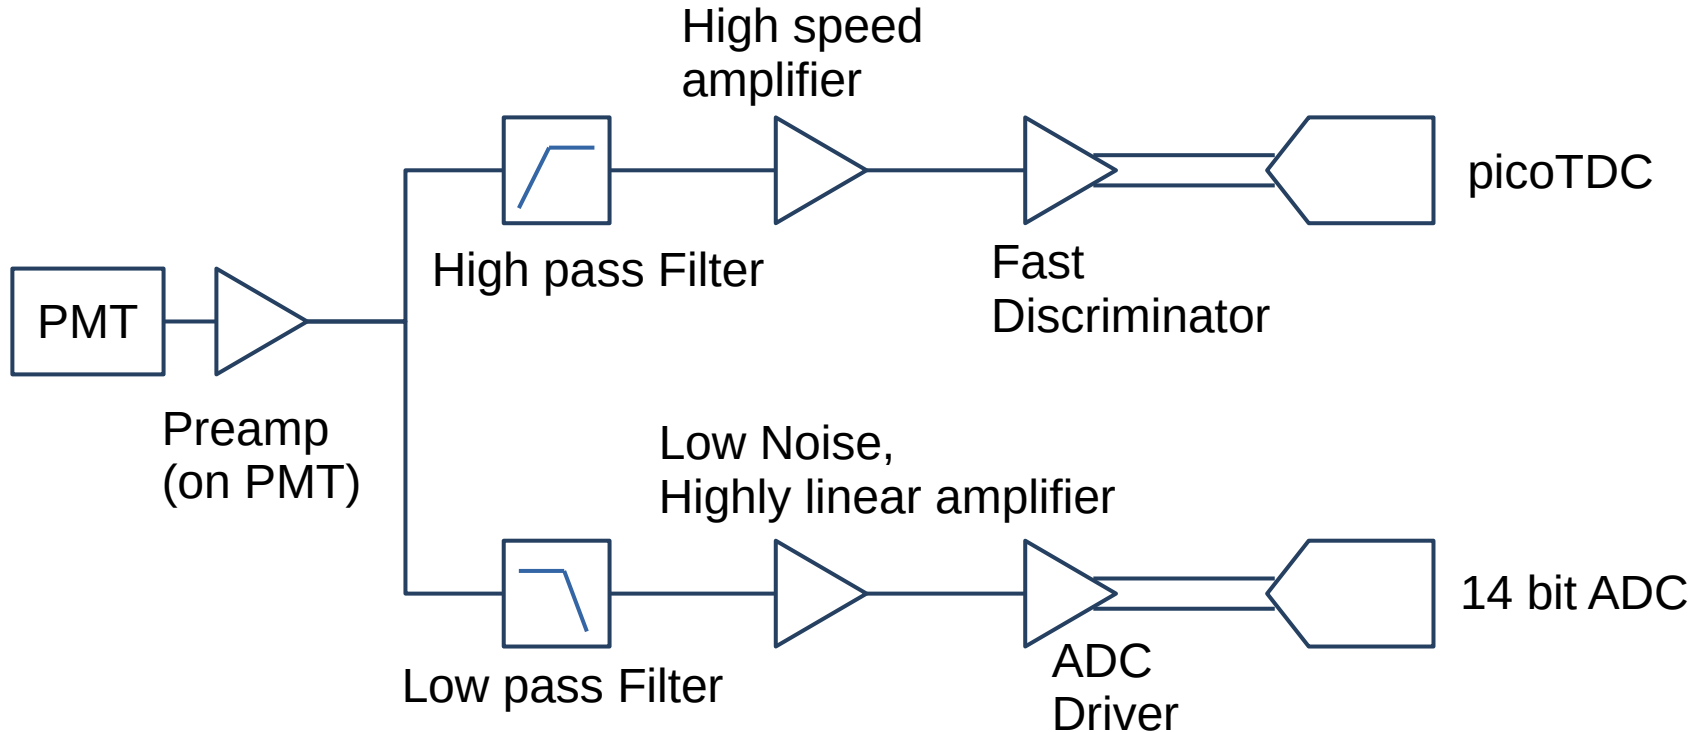 High speed
amplifier
picoTDC
High pass Filter
Fast
Discriminator
PMT
Preamp
(on PMT)
Low Noise,
Highly linear amplifier
14 bit ADC
Low pass Filter
ADC
Driver